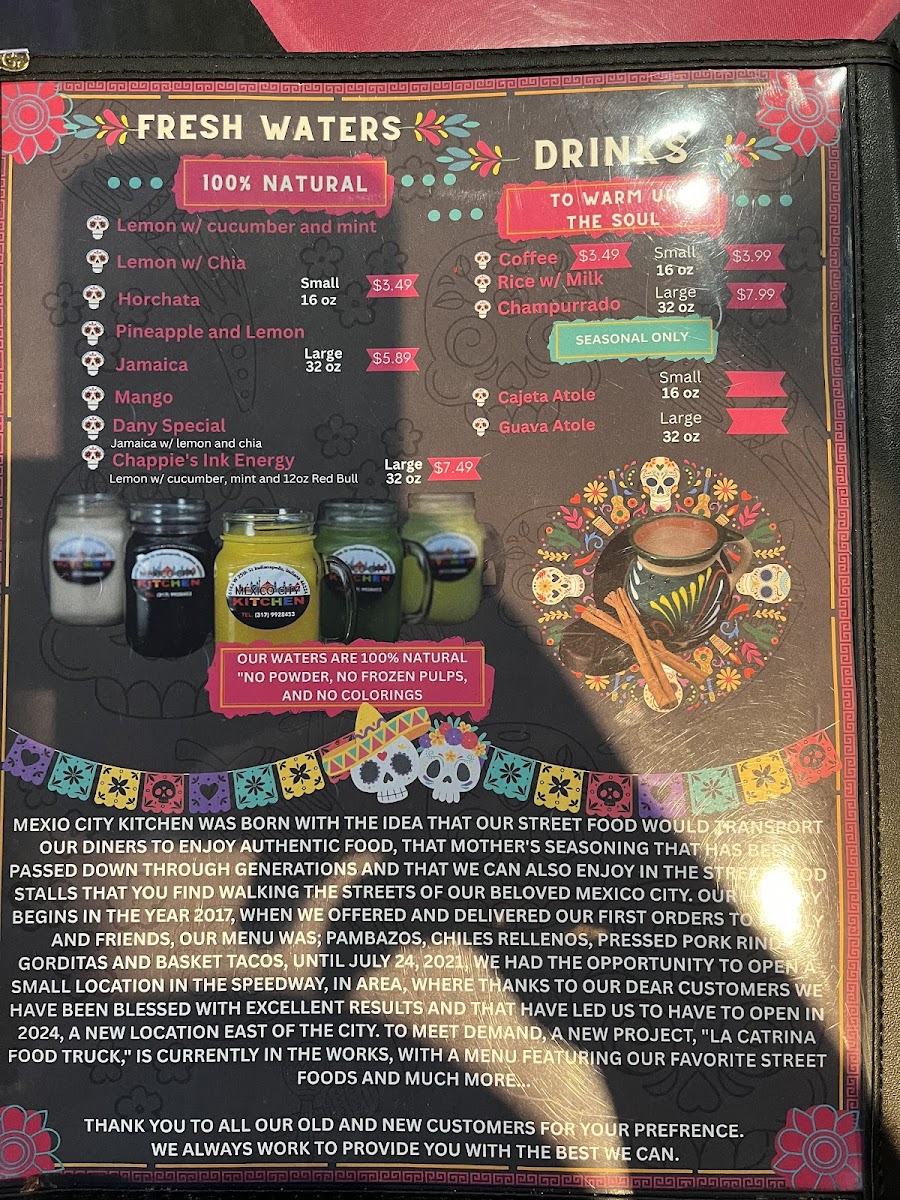 FRESH WATERS
100% NATURAL
Lemon w/ cucumber and mint
Lemon w/ Chia
Horchata
Pineapple and Lemon
Jamaica
Mango
Dany Special
Jamaica w/ lemon and chia
Chappie's Ink Energy
Lemon w/ cucumber, mint and 12oz Red Bull
Small
16 oz
$3.49
Large
32 oz
$5.89
Large
32 oz
$7.49
DRINKS
TO WARM UP
THE SOUL
Coffee $3.49
Rice w/ Milk
Champurrado
Small
16 oz
$3.99
Large
32 oz
$7.99
SEASONAL ONLY
Cajeta Atole
Guava Atole
Small
16 oz
Large
32 oz
KITCHEN
MEXICO CITY
KITCHEN
TEL. (317) 9928453
KITCHEN
OUR WATERS ARE 100% NATURAL
"NO POWDER, NO FROZEN PULPS,
AND NO COLORINGS
MEXIO CITY KITCHEN WAS BORN WITH THE IDEA THAT OUR STREET FOOD WOULD TRANSPORT
OUR DINERS TO ENJOY AUTHENTIC FOOD, THAT MOTHER'S SEASONING THAT HAS BEEN
PASSED DOWN THROUGH GENERATIONS AND THAT WE CAN ALSO ENJOY IN THE STREET FOOD
STALLS THAT YOU FIND WALKING THE STREETS OF OUR BELOVED MEXICO CITY. OUR
BEGINS IN THE YEAR 2017, WHEN WE OFFERED AND DELIVERED OUR FIRST ORDERS TO FAMILY
AND FRIENDS, OUR MENU WAS; PAMBAZOS, CHILES RELLENOS, PRESSED PORK RIND
GORDITAS AND BASKET TACOS, UNTIL JULY 24, 2021, WE HAD THE OPPORTUNITY TO OPEN A
SMALL LOCATION IN THE SPEEDWAY, IN AREA, WHERE THANKS TO OUR DEAR CUSTOMERS WE
HAVE BEEN BLESSED WITH EXCELLENT RESULTS AND THAT HAVE LED US TO HAVE TO OPEN IN
2024, A NEW LOCATION EAST OF THE CITY. TO MEET DEMAND, A NEW PROJECT, "LA CATRINA
FOOD TRUCK," IS CURRENTLY IN THE WORKS, WITH A MENU FEATURING OUR FAVORITE STREET
FOODS AND MUCH MORE...
THANK YOU TO ALL OUR OLD AND NEW CUSTOMERS FOR YOUR PREFRENCE.
WE ALWAYS WORK TO PROVIDE YOU WITH THE BEST WE CAN.